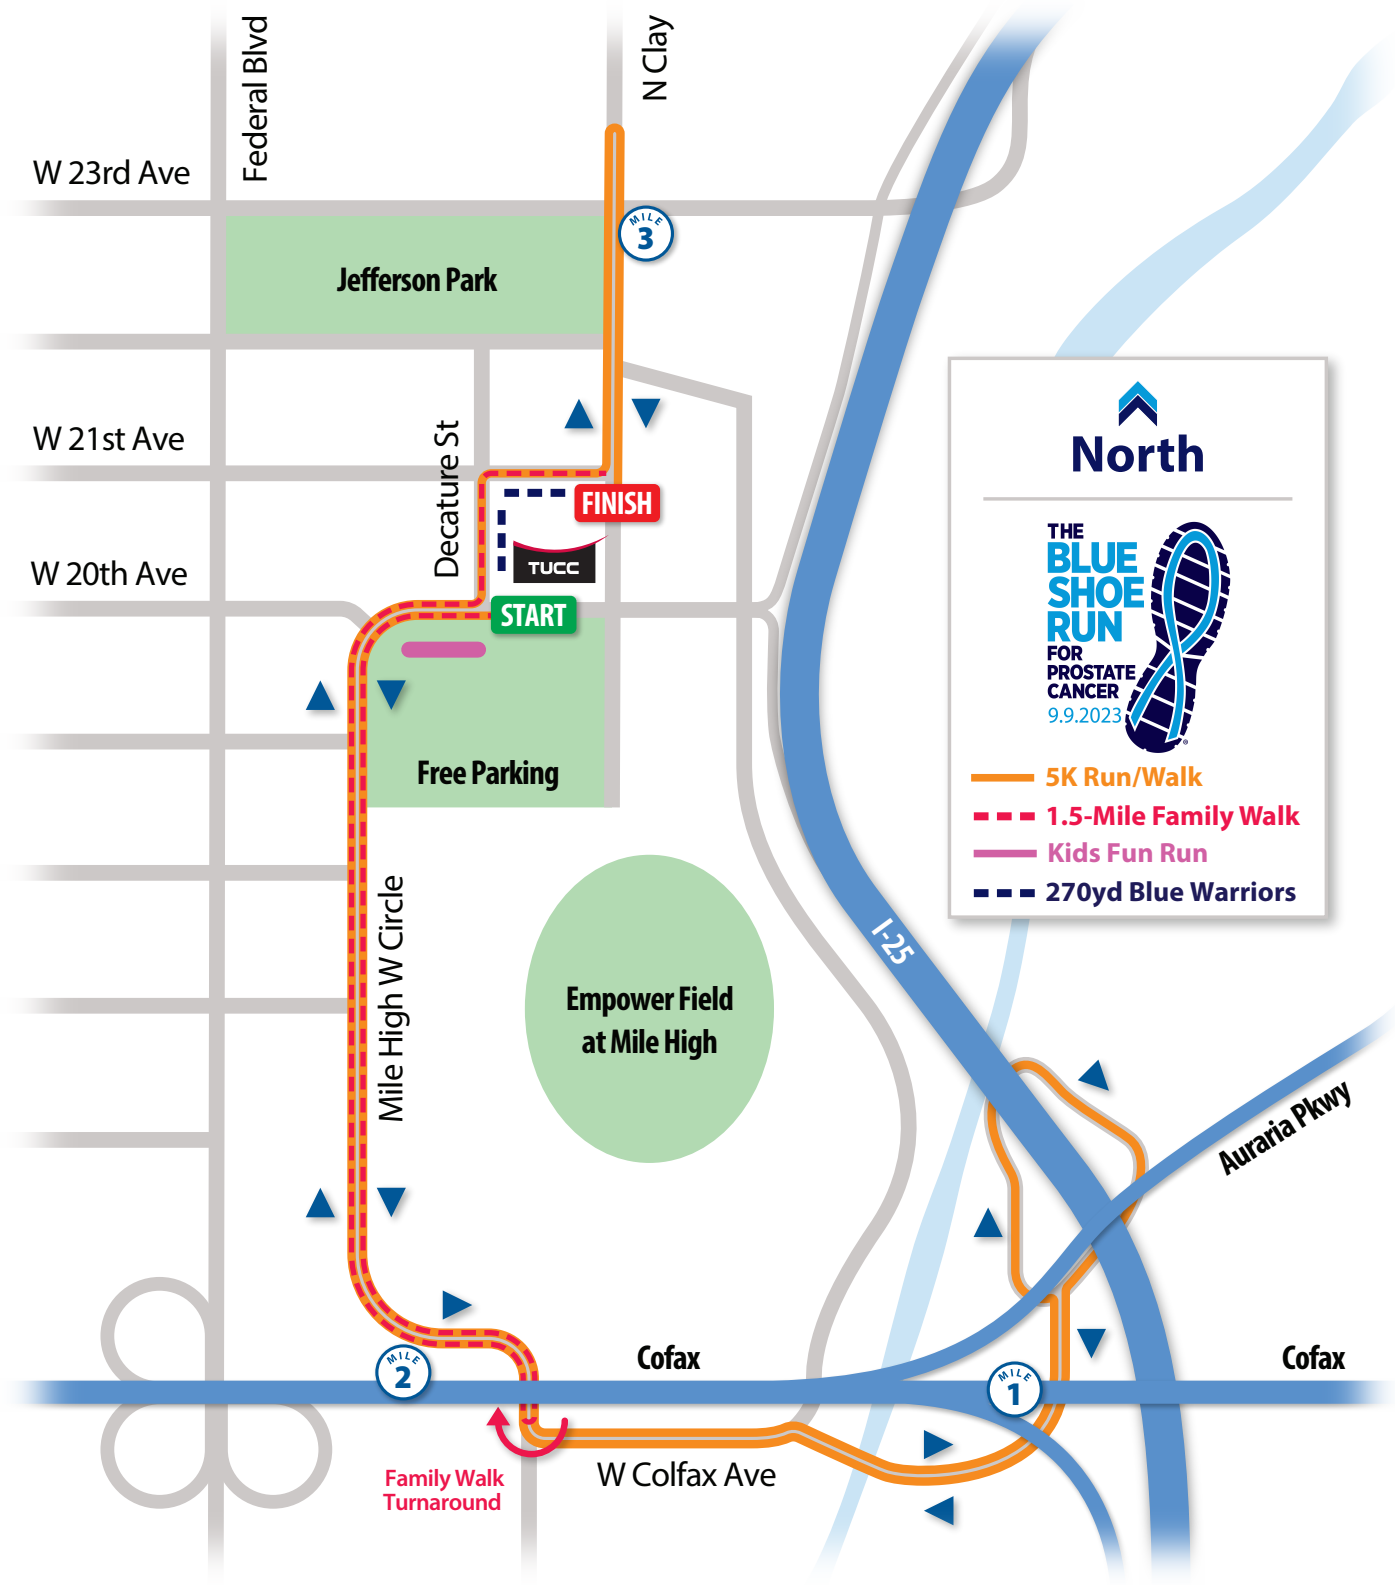 Federal Blvd
N Clay
W 23rd Ave
MILE
3
Jefferson Park
W 21st Ave
Decature St
FINISH
TUCC
W 20th Ave
START
Free Parking
Mile High W Circle
Empower Field
at Mile High
I-25
North
THE
BLUE
SHOE
RUN
FOR
PROSTATE
CANCER
9.9.2023
®
5K Run/Walk
1.5-Mile Family Walk
Kids Fun Run
270yd Blue Warriors
Auraria Pkwy
MILE
2
Cofax
MILE
1
Cofax
Family Walk
Turnaround
W Colfax Ave